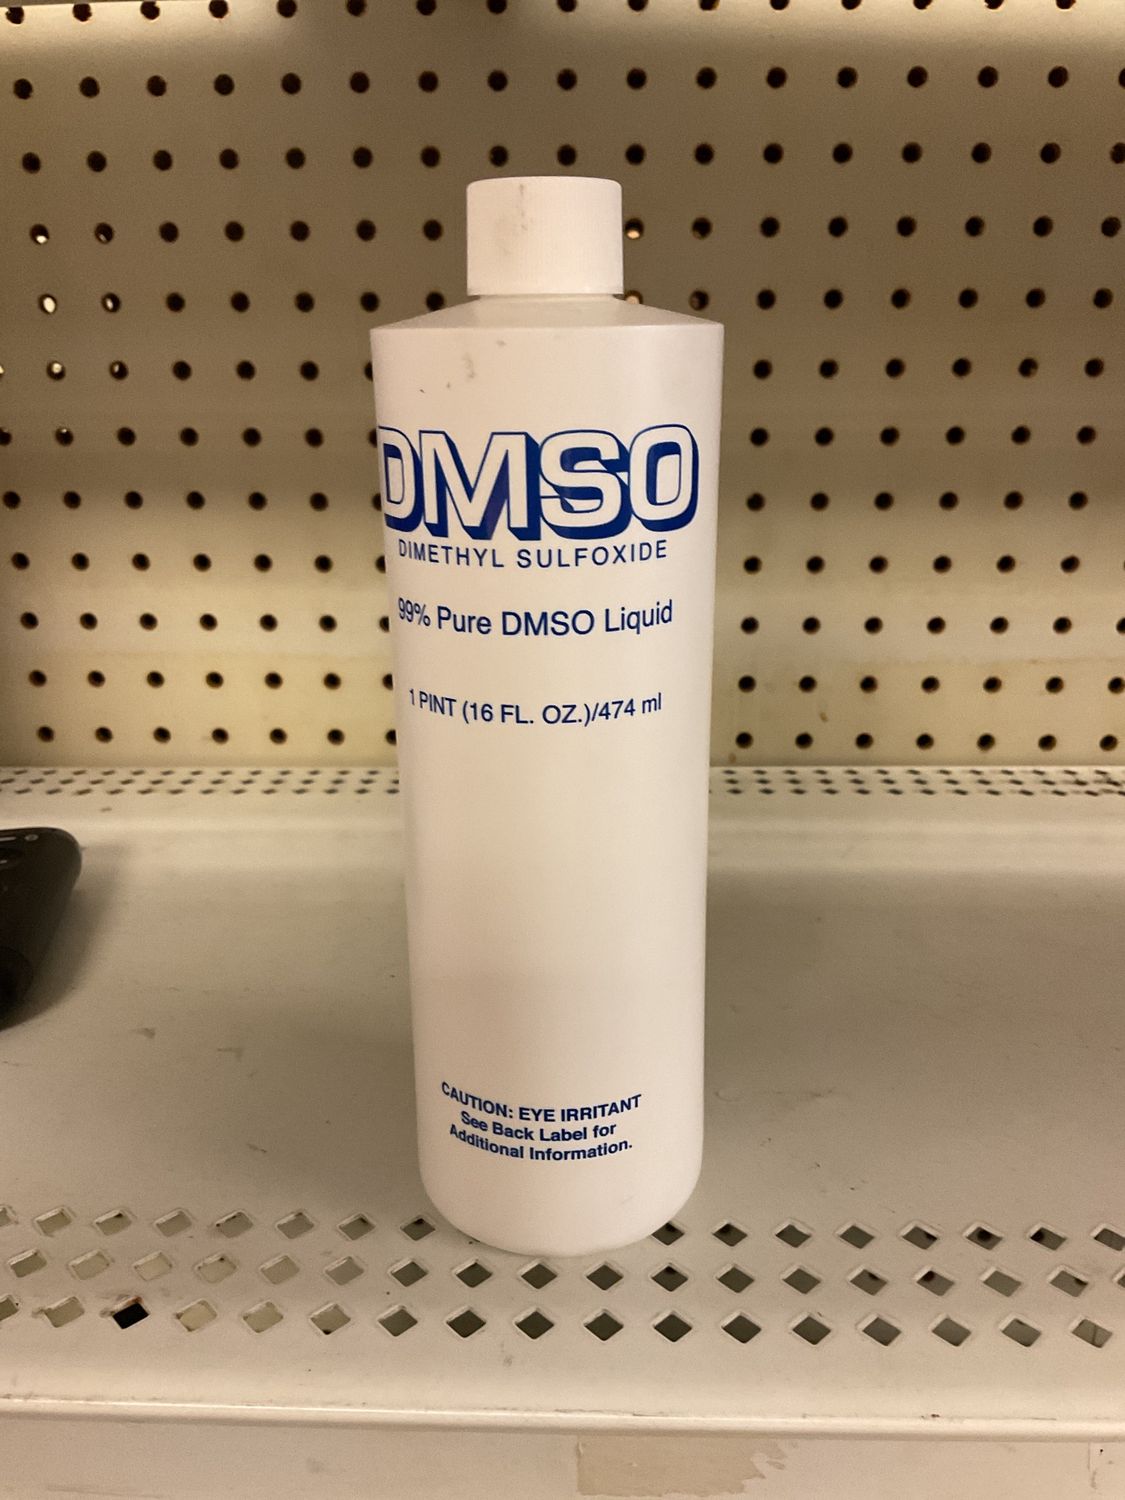 DMSO
DIMETHYL SULFOXIDE
99% Pure DMSO Liquid
1 PINT (16 FL. OZ.)/474 ml
CAUTION: EYE IRRITANT
See Back Label for
Additional Information.